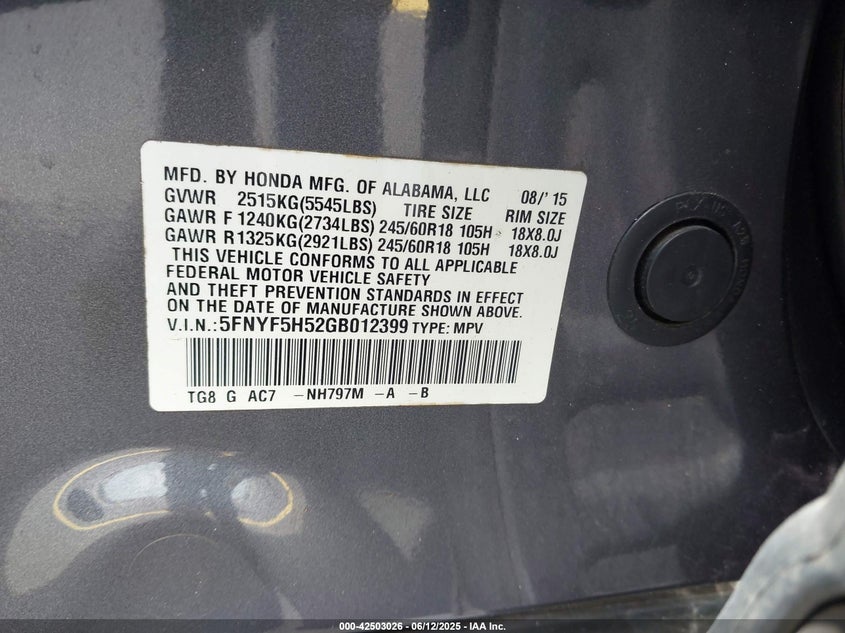 MFD. BY HONDA MFG. OF ALABAMA, LLC 08/' 15
GVWR 2515KG(5545LBS) TIRE SIZE RIM SIZE
GAWR F 1240KG(2734LBS) 245/60R18 105H 18X8.0J
GAWR R1325KG(2921LBS) 245/60R18 105H 18X8.0J
THIS VEHICLE CONFORMS TO ALL APPLICABLE
FEDERAL MOTOR VEHICLE SAFETY
AND THEFT PREVENTION STANDARDS IN EFFECT
ON THE DATE OF MANUFACTURE SHOWN ABOVE.
V.I.N.: 5FNYF5H52GB012399 TYPE: MPV
TG8 G AC7 -NH797M -A -B
000-42503026 - 06/12/2025 - IAA Inc.